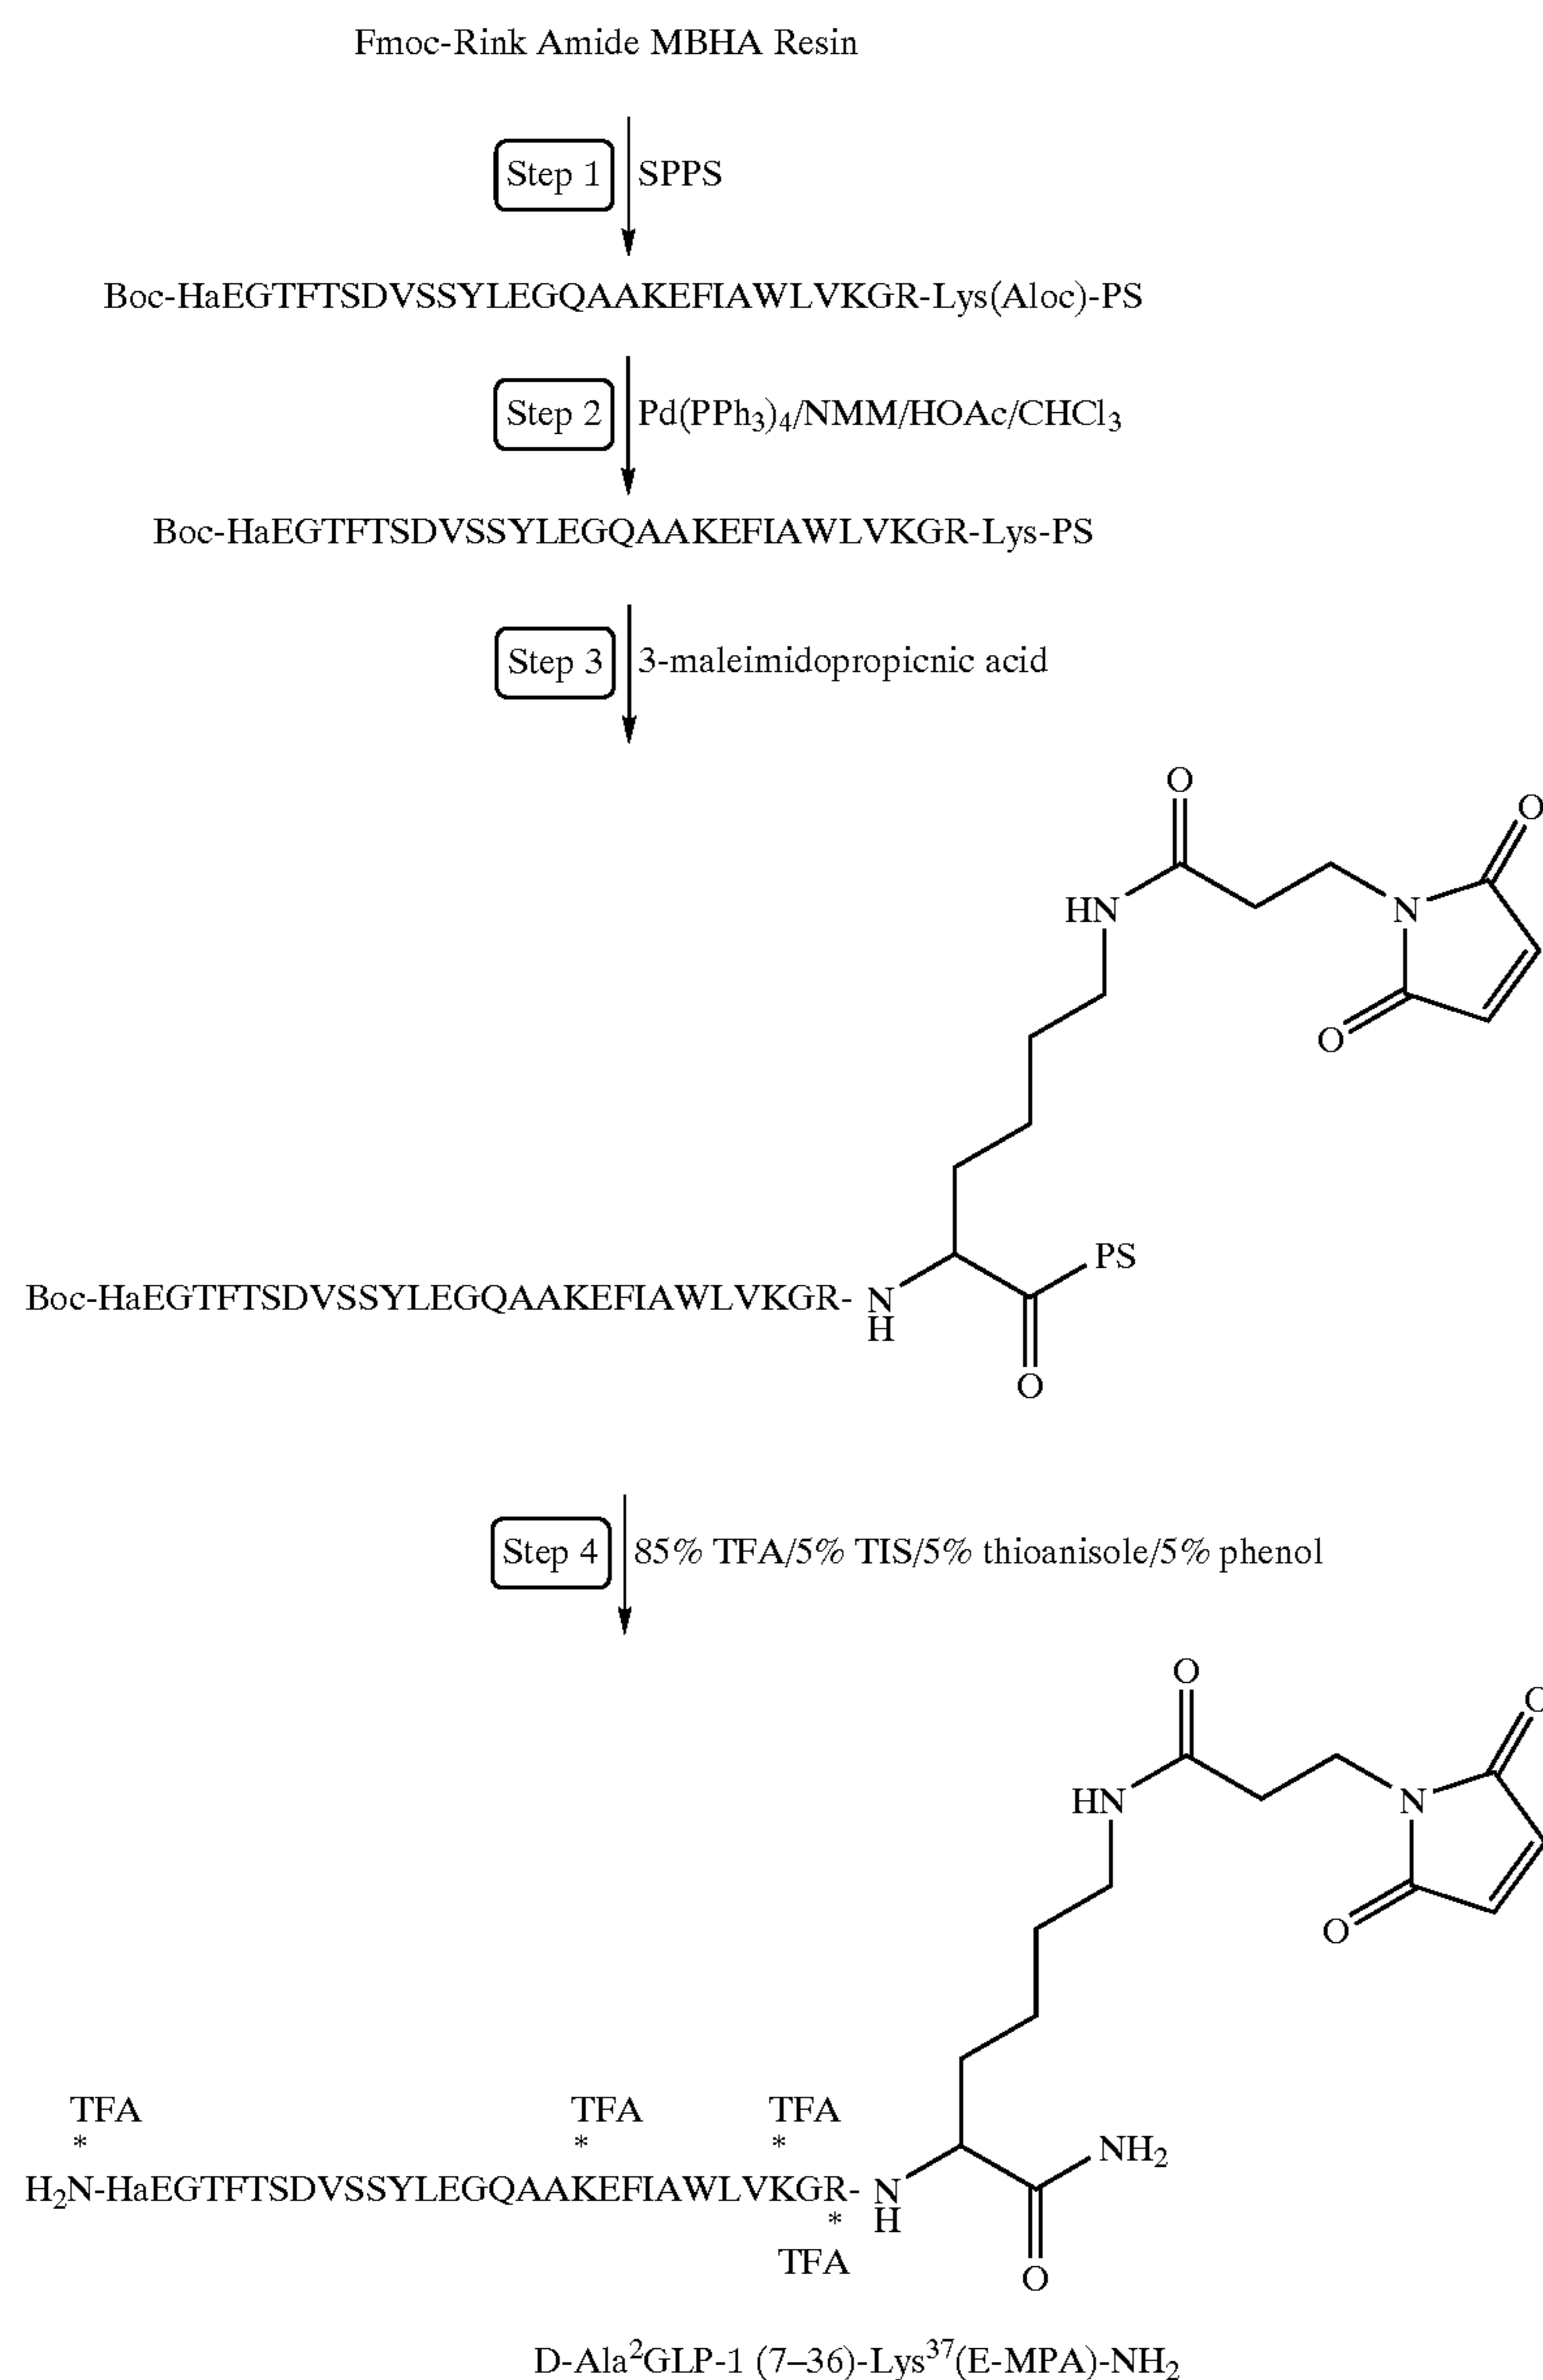 Fmoc-Rink Amide MBHA Resin
Step 1 SPPS
Boc-HaEGTFTSDVSSYLEGQAAKEFIAWLVKGR-Lys(Aloc)-PS
Step 2 Pd(PPh₃)₄/NMM/HOAc/CHCl₃
Boc-HaEGTFTSDVSSYLEGQAAKEFIAWLVKGR-Lys-PS
Step 3 3-maleimidopropicnic acid
O
O
HN
N
O
PS
Boc-HaEGTFTSDVSSYLEGQAAKEFIAWLVKGR- N
H
O
Step 4 85% TFA/5% TIS/5% thioanisole/5% phenol
O
O
HN
N
O
TFA TFA TFA
* * *
NH₂
H₂N-HaEGTFTSDVSSYLEGQAAKEFIAWLVKGR- N
* H
TFA
O
D-Ala²GLP-1 (7–36)-Lys³⁷(E-MPA)-NH₂